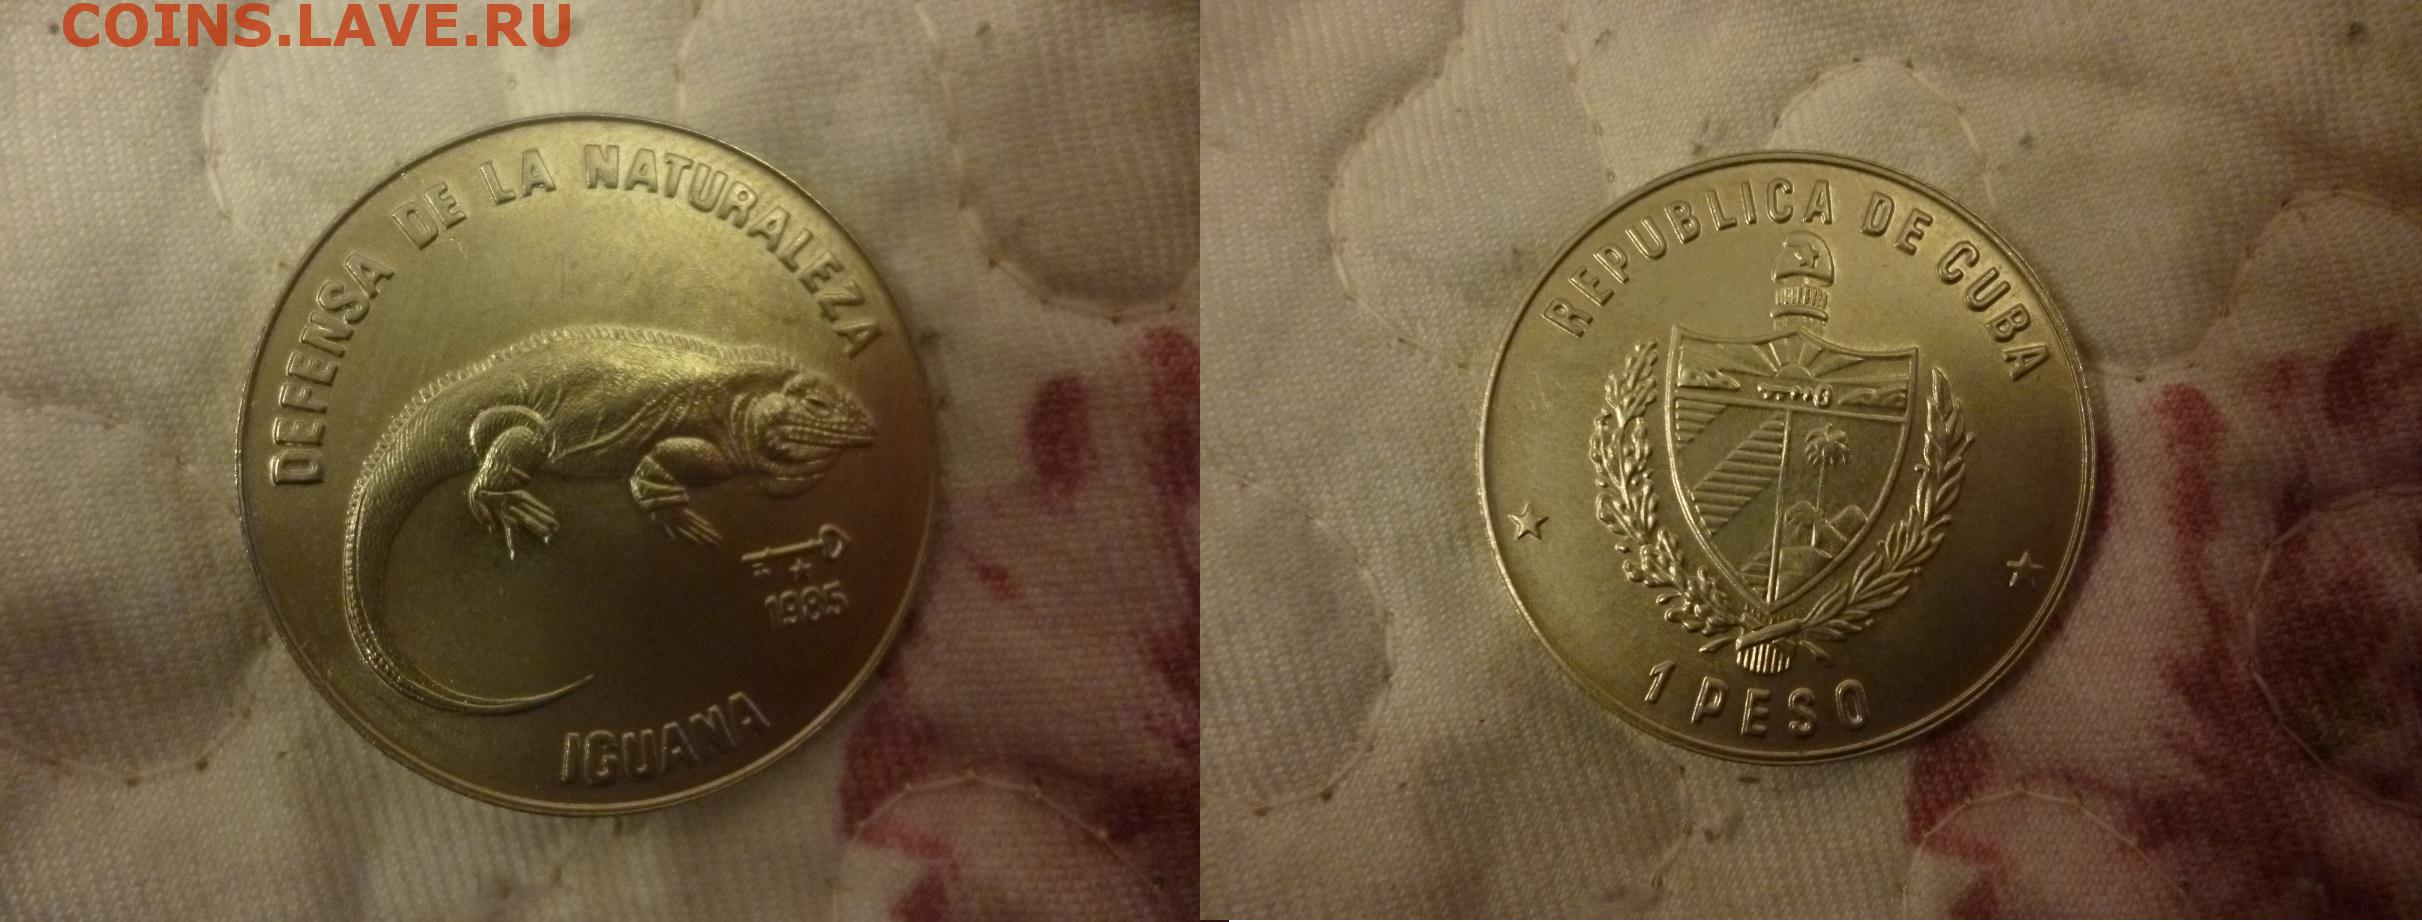 COINS.LAVE.RU
DEFENSA DE LA NATURALEZA
1985
IGUANA
REPUBLICA DE CUBA
1 PESO